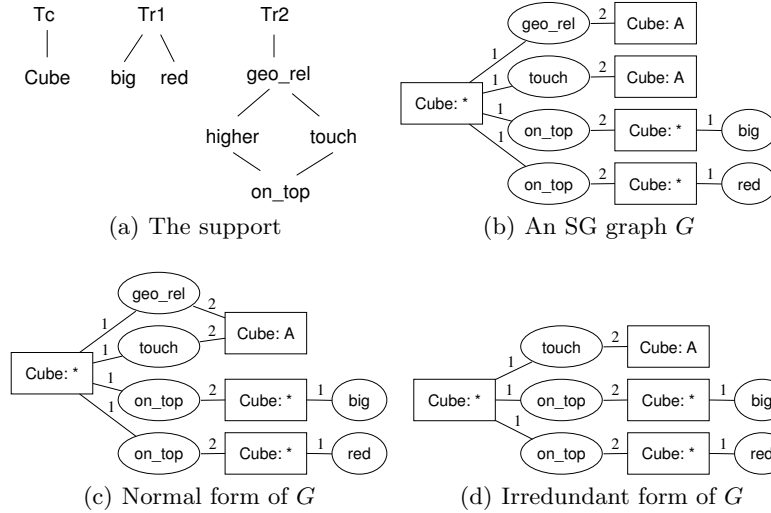 Tc Tr1 Tr2
Cube big red geo_rel
higher touch
on_top
(a) The support
geo_rel 2 Cube: A
1
touch 2 Cube: A
1
Cube: *
1
on_top 2 Cube: * 1 big
1
on_top 2 Cube: * 1 red
(b) An SG graph G
geo_rel
1 2
Cube: A
1 touch 2
Cube: *
1
on_top 2 Cube: * 1 big
1
on_top 2 Cube: * 1 red
(c) Normal form of G
touch 2 Cube: A
1
Cube: * 1 on_top 2 Cube: * 1 big
1
on_top 2 Cube: * 1 red
(d) Irredundant form of G